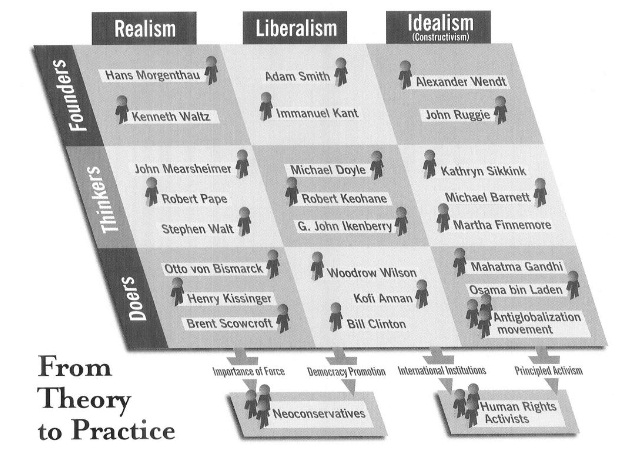 Realism
Liberalism
Idealism
(Constructivism)
Founders
Hans Morgenthau
Kenneth Waltz
Adam Smith
Immanuel Kant
Alexander Wendt
John Ruggie
Thinkers
John Mearsheimer
Robert Pape
Stephen Walt
Michael Doyle
Robert Keohane
G. John Ikenberry
Kathryn Sikkink
Michael Barnett
Martha Finnemore
Doers
Otto von Bismarck
Henry Kissinger
Brent Scowcroft
Woodrow Wilson
Kofi Annan
Bill Clinton
Mahatma Gandhi
Osama bin Laden
Antiglobalization
movement
From
Theory
to Practice
Importance of Force
Democracy Promotion
International Institutions
Principled Activism
Neoconservatives
Human Rights
Activists